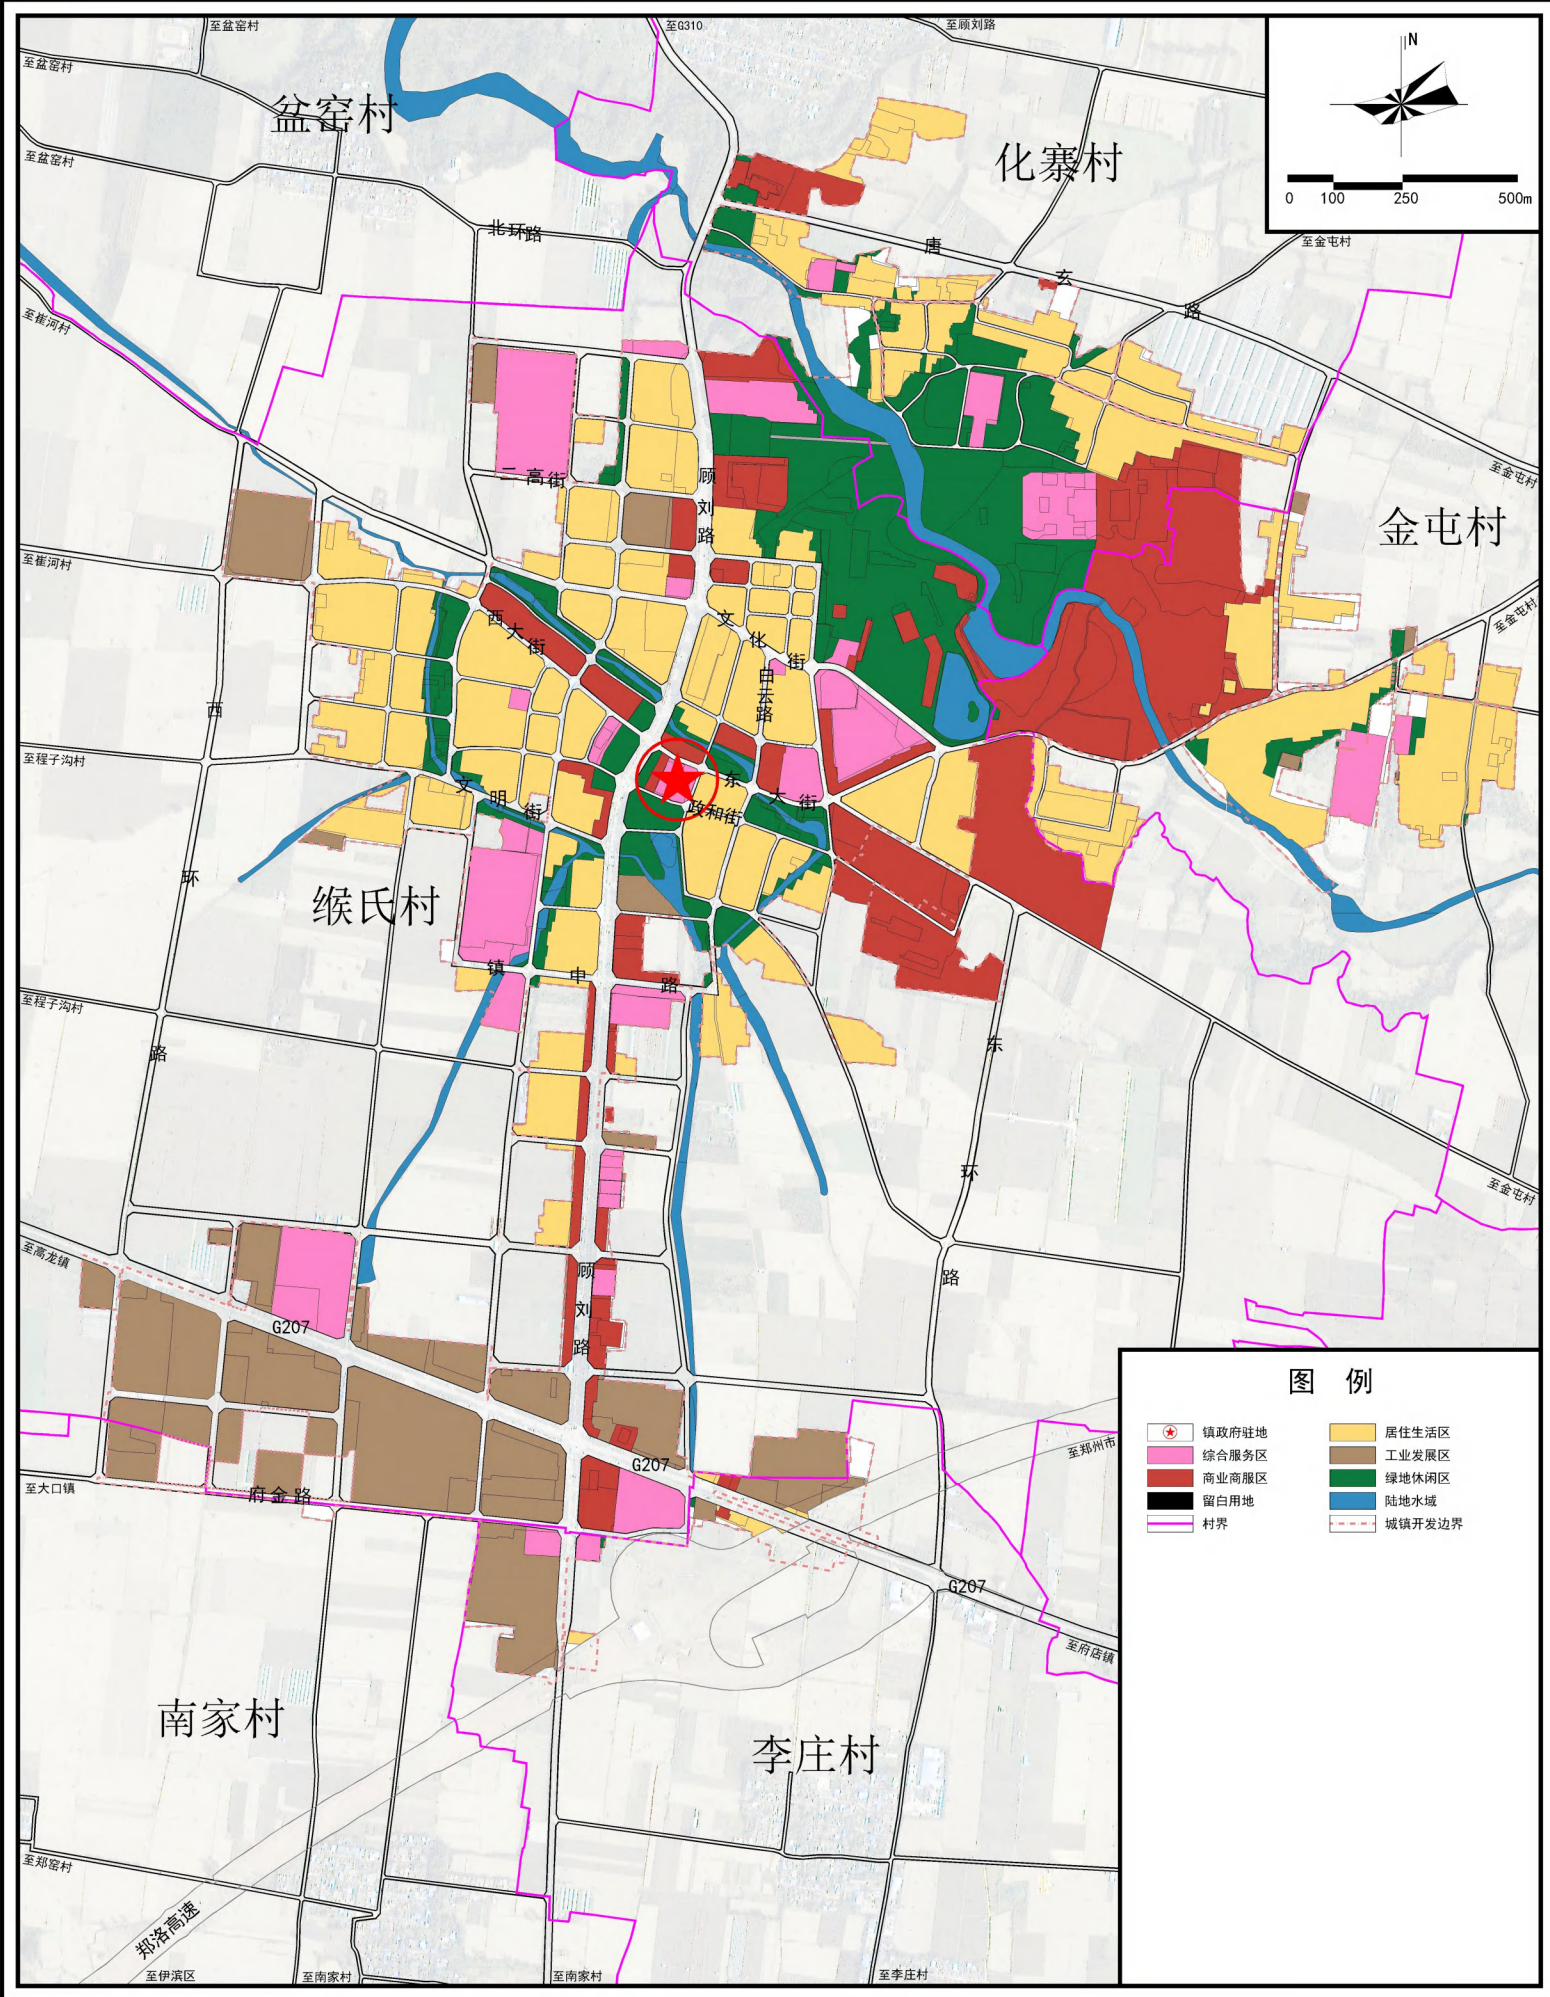 至盆窑村
至G310
至顾刘路
N
至盆窑村
盆窑村
化寨村
至盆窑村
0 100 250 500m
北环路
唐玄路
至金屯村
至崔河村
至金屯村
二高街
顾刘路
金屯村
至崔河村
至金屯村
西大街
文化街
白云路
西环路
至程子沟村
东大街
文明街
政和街
缑氏村
镇申路
至程子沟村
东环路
至金屯村
至高龙镇
顾刘路
G207
图 例
镇政府驻地
居住生活区
综合服务区
工业发展区
商业商服区
绿地休闲区
留白用地
陆地水域
村界
城镇开发边界
至郑州市
G207
至大口镇
府金路
G207
至府店镇
南家村
李庄村
至郑窑村
郑洛高速
至伊滨区
至南家村
至南家村
至李庄村